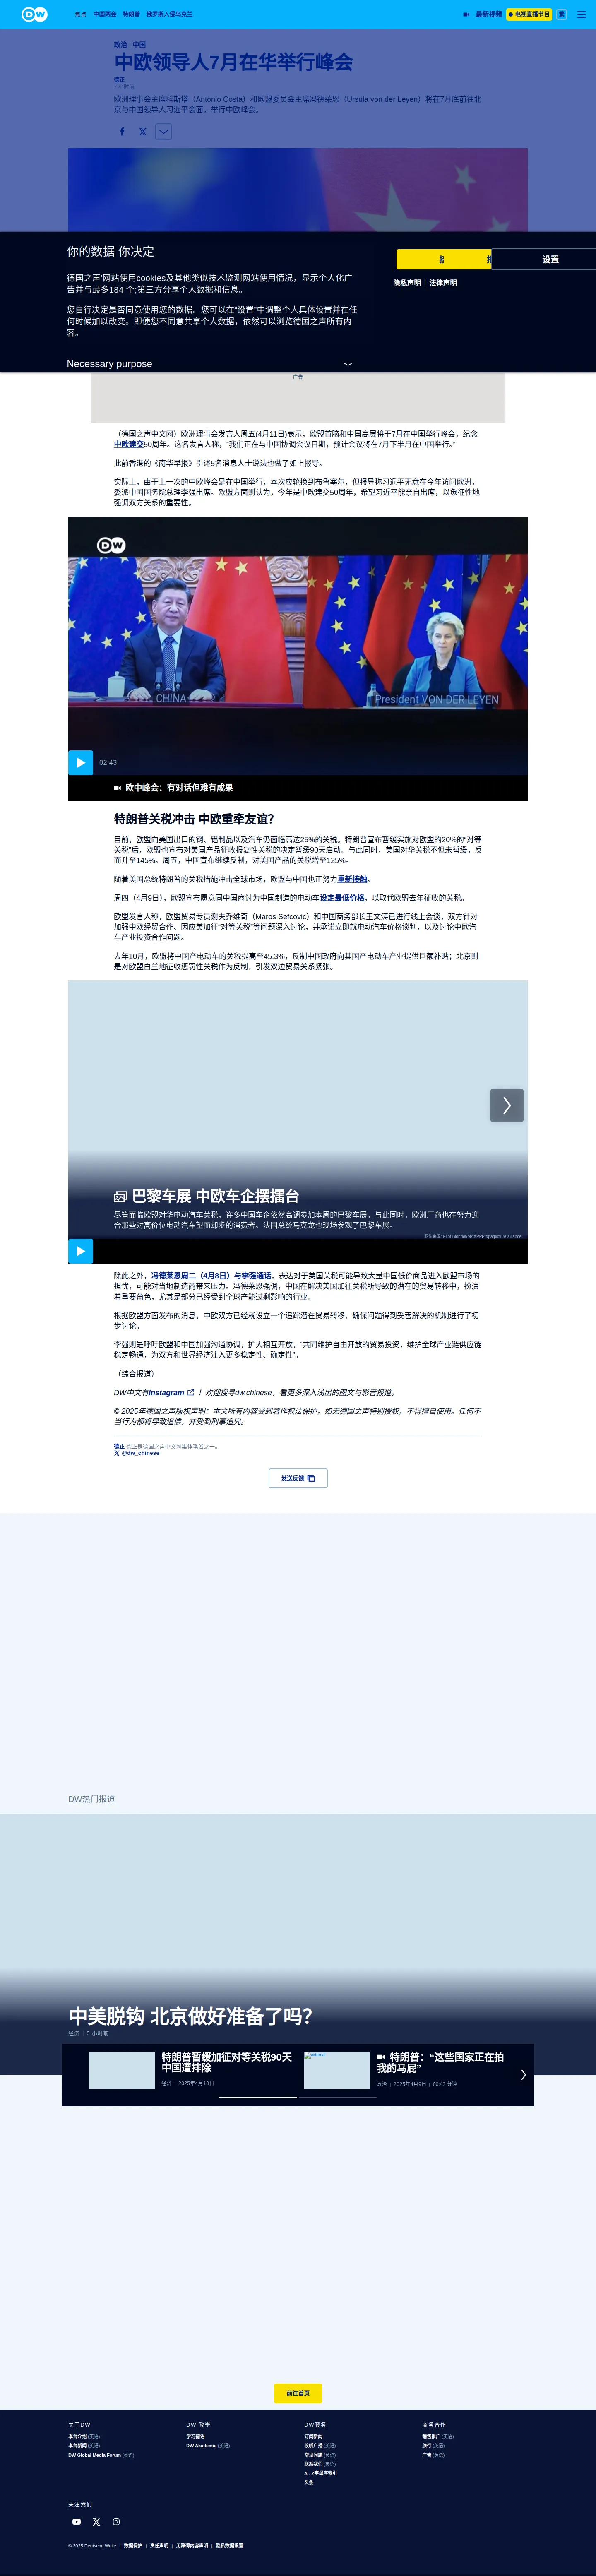 DW
焦点 中国两会 特朗普 俄罗斯入侵乌克兰
最新视频 电视直播节目 繁
政治 | 中国
中欧领导人7月在华举行峰会
德正
7 小时前
欧洲理事会主席科斯塔（Antonio Costa）和欧盟委员会主席冯德莱恩（Ursula von der Leyen）将在7月底前往北
京与中国领导人习近平会面，举行中欧峰会。
你的数据 你决定
设置
德国之声'网站使用cookies及其他类似技术监测网站使用情况，显示个人化广
告并与最多184 个;第三方分享个人数据和信息。
隐私声明 | 法律声明
您自行决定是否同意使用您的数据。您可以在“设置”中调整个人具体设置并在任
何时候加以改变。即便您不同意共享个人数据，依然可以浏览德国之声所有内
容。
Necessary purpose
广告
（德国之声中文网）欧洲理事会发言人周五(4月11日)表示，欧盟首脑和中国高层将于7月在中国举行峰会，纪念
中欧建交50周年。这名发言人称，“我们正在与中国协调会议日期，预计会议将在7月下半月在中国举行。”
此前香港的《南华早报》引述5名消息人士说法也做了如上报导。
实际上，由于上一次的中欧峰会是在中国举行，本次应轮换到布鲁塞尔，但报导称习近平无意在今年访问欧洲，
委派中国国务院总理李强出席。欧盟方面则认为，今年是中欧建交50周年，希望习近平能亲自出席，以象征性地
强调双方关系的重要性。
DW
CHINA
President VON DER LEYEN
02:43
欧中峰会：有对话但难有成果
特朗普关税冲击 中欧重牵友谊?
目前，欧盟向美国出口的钢、铝制品以及汽车仍面临高达25%的关税。特朗普宣布暂缓实施对欧盟的20%的“对等
关税”后，欧盟也宣布对美国产品征收报复性关税的决定暂缓90天启动。与此同时，美国对华关税不但未暂缓，反
而升至145%。周五，中国宣布继续反制，对美国产品的关税增至125%。
随着美国总统特朗普的关税措施冲击全球市场，欧盟与中国也正努力重新接触。
周四（4月9日），欧盟宣布愿意同中国商讨为中国制造的电动车设定最低价格，以取代欧盟去年征收的关税。
欧盟发言人称，欧盟贸易专员谢夫乔维奇（Maros Sefcovic）和中国商务部长王文涛已进行线上会谈，双方针对
加强中欧经贸合作、因应美加征“对等关税”等问题深入讨论，并承诺立即就电动汽车价格谈判，以及讨论中欧汽
车产业投资合作问题。
去年10月，欧盟将中国产电动车的关税提高至45.3%，反制中国政府向其国产电动车产业提供巨额补贴；北京则
是对欧盟白兰地征收惩罚性关税作为反制，引发双边贸易关系紧张。
巴黎车展 中欧车企摆擂台
尽管面临欧盟对华电动汽车关税，许多中国车企依然高调参加本周的巴黎车展。与此同时，欧洲厂商也在努力迎
合那些对高价位电动汽车望而却步的消费者。法国总统马克龙也现场参观了巴黎车展。
图像来源: Eliot Blondet/MAXPPP/dpa/picture alliance
除此之外，冯德莱恩周二（4月8日）与李强通话，表达对于美国关税可能导致大量中国低价商品进入欧盟市场的
担忧，可能对当地制造商带来压力。冯德莱恩强调，中国在解决美国加征关税所导致的潜在的贸易转移中，扮演
着重要角色，尤其是部分已经受到全球产能过剩影响的行业。
根据欧盟方面发布的消息，中欧双方已经就设立一个追踪潜在贸易转移、确保问题得到妥善解决的机制进行了初
步讨论。
李强则是呼吁欧盟和中国加强沟通协调，扩大相互开放，“共同维护自由开放的贸易投资，维护全球产业链供应链
稳定畅通，为双方和世界经济注入更多稳定性、确定性”。
（综合报道）
DW中文有Instagram ！欢迎搜寻dw.chinese，看更多深入浅出的图文与影音报道。
© 2025年德国之声版权声明：本文所有内容受到著作权法保护，如无德国之声特别授权，不得擅自使用。任何不
当行为都将导致追偿，并受到刑事追究。
德正 德正是德国之声中文网集体笔名之一。
@dw_chinese
发送反馈
DW热门报道
中美脱钩 北京做好准备了吗?
经济 | 5 小时前
特朗普暂缓加征对等关税90天
中国遭排除
经济 | 2025年4月10日
特朗普：“这些国家正在拍
我的马屁”
政治 | 2025年4月9日 | 00:43 分钟
前往首页
关于DW
本台介绍 (英语)
本台新闻 (英语)
DW Global Media Forum (英语)
DW 教學
学习德语
DW Akademie (英语)
DW服务
订阅新闻
收听广播 (英语)
常见问题 (英语)
联系我们 (英语)
A - Z字母序索引
头条
商务合作
销售推广 (英语)
旅行 (英语)
广告 (英语)
关注我们
© 2025 Deutsche Welle | 数据保护 | 责任声明 | 无障碍内容声明 | 隐私数据设置